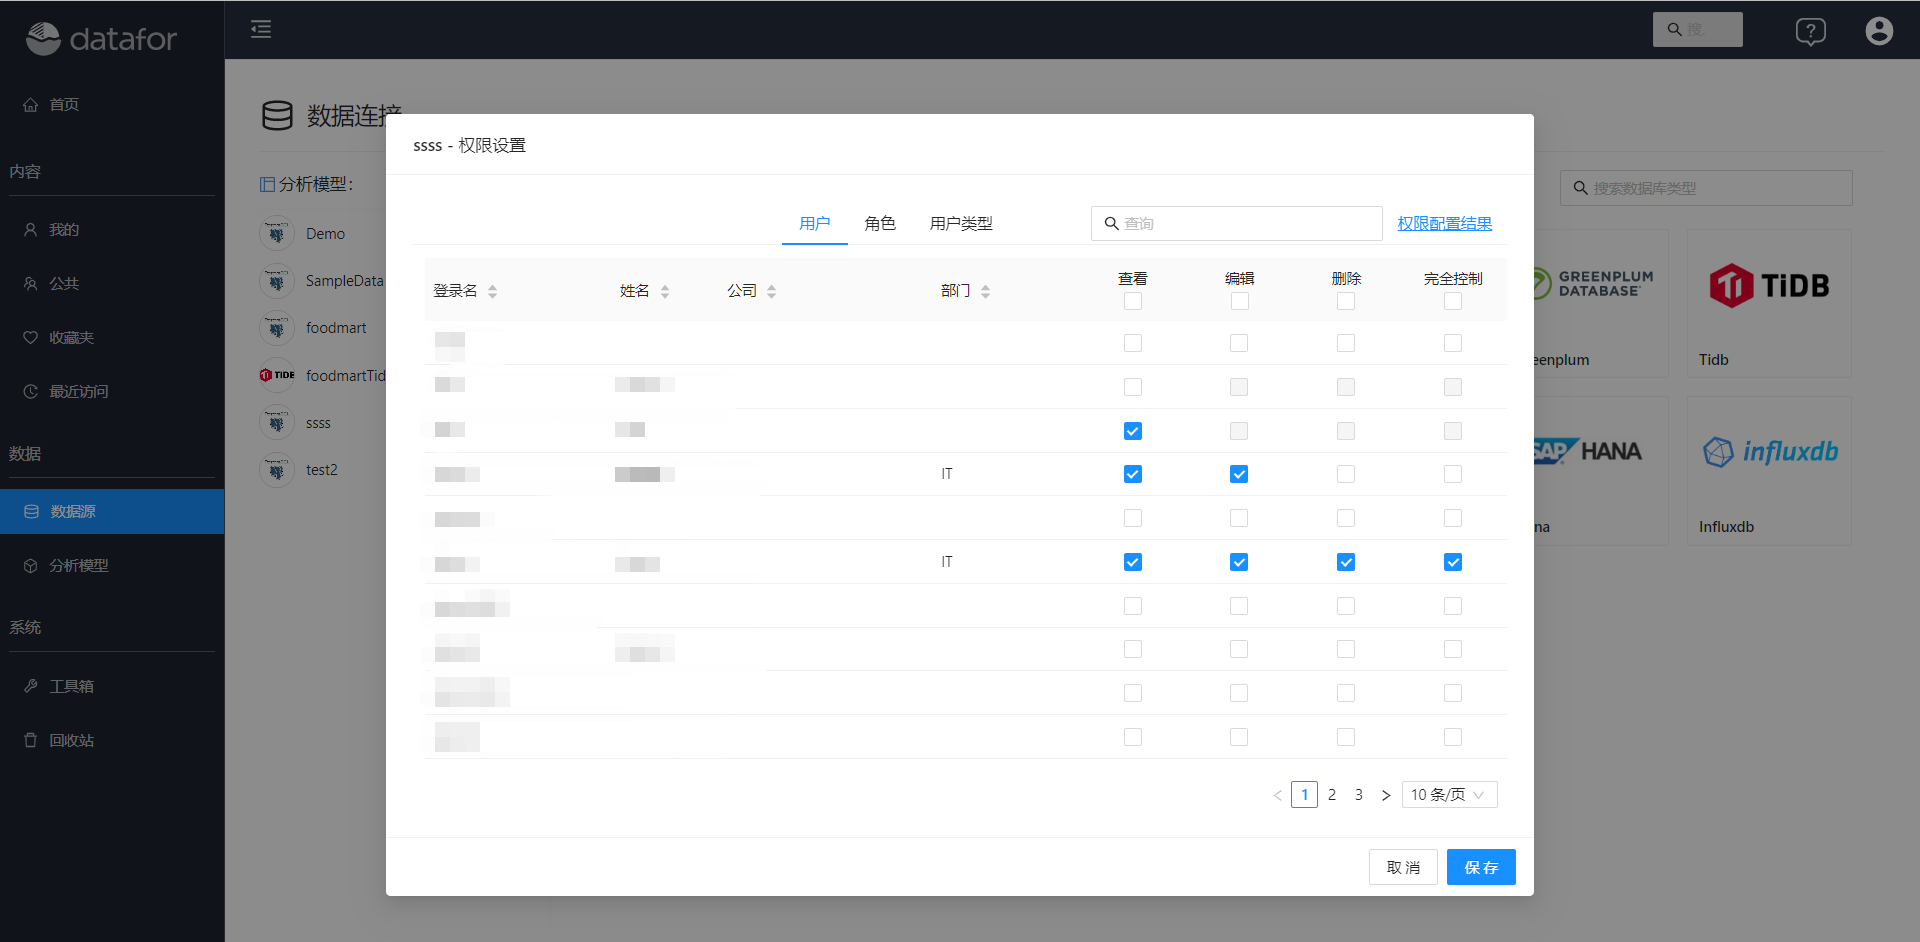 datafor
搜
?
首页
内容
我的
公共
收藏夹
最近访问
数据
数据源
分析模型
系统
工具箱
回收站
数据连接
分析模型：
Demo
SampleData
foodmart
TiDB
foodmartTid
ssss
test2
搜索数据库类型
GREENPLUM
DATABASE
TiDB
eenplum
Tidb
SAP HANA
influxdb
na
Influxdb
ssss - 权限设置
用户
角色
用户类型
查询
权限配置结果
登录名
姓名
公司
部门
查看
编辑
删除
完全控制
IT
IT
< 1 2 3 >
10 条/页
取 消
保 存